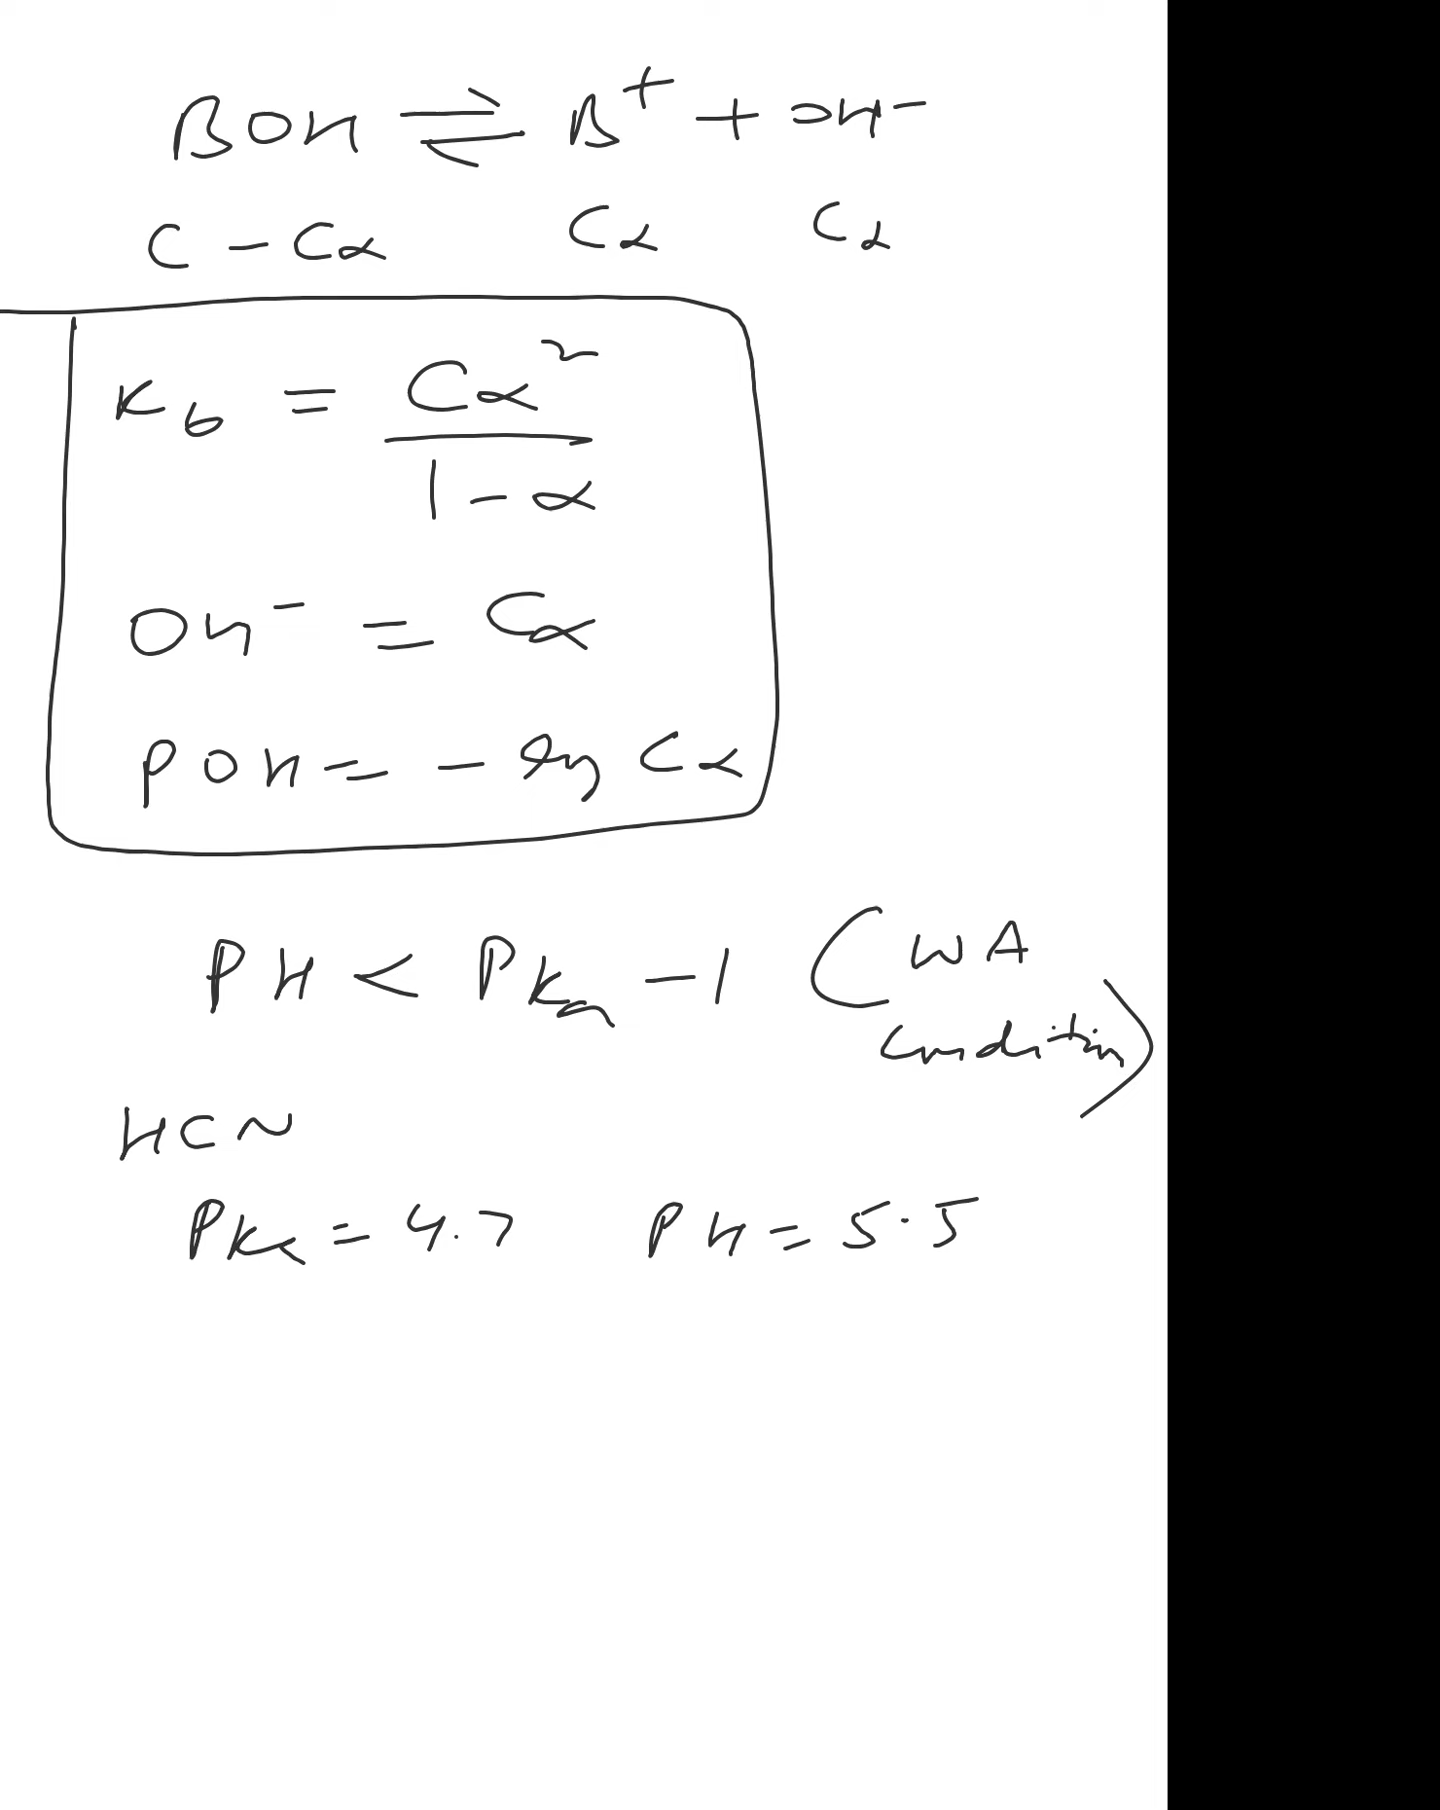 BOH ⇌ B⁺ + OH⁻
C - Cα Cα Cα
Kb = Cα² / 1 - α
OH⁻ = Cα
pOH = - log Cα
PH < PKa - 1 (WA condition)
HCN
PKa = 4.7 PH = 5.5